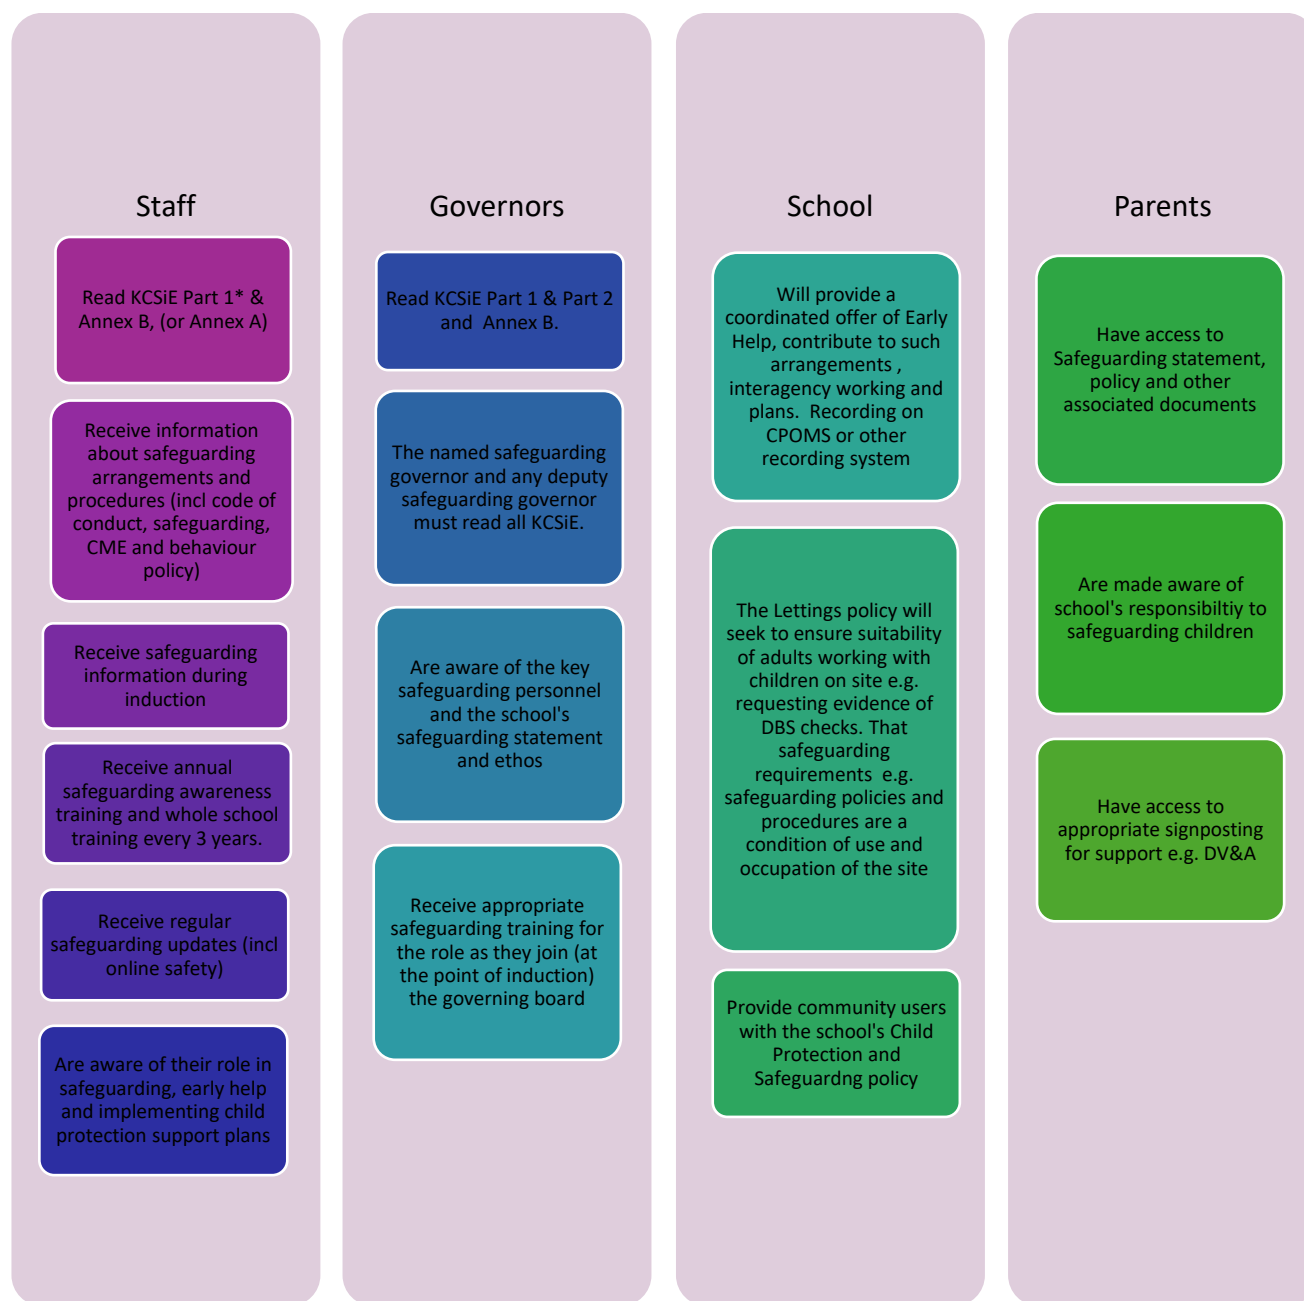 Staff
Read KCSiE Part 1* &
Annex B, (or Annex A)
Receive information
about safeguarding
arrangements and
procedures (incl code of
conduct, safeguarding,
CME and behaviour
policy)
Receive safeguarding
information during
induction
Receive annual
safeguarding awareness
training and whole school
training every 3 years.
Receive regular
safeguarding updates (incl
online safety)
Are aware of their role in
safeguarding, early help
and implementing child
protection support plans
Governors
Read KCSiE Part 1 & Part 2
and  Annex B.
The named safeguarding
governor and any deputy
safeguarding governor
must read all KCSiE.
Are aware of the key
safeguarding personnel
and the school's
safeguarding statement
and ethos
Receive appropriate
safeguarding training for
the role as they join (at
the point of induction)
the governing board
School
Will provide a
coordinated offer of Early
Help, contribute to such
arrangements ,
interagency working and
plans.  Recording on
CPOMS or other
recording system
The Lettings policy will
seek to ensure suitability
of adults working with
children on site e.g.
requesting evidence of
DBS checks. That
safeguarding
requirements  e.g.
safeguarding policies and
procedures are a
condition of use and
occupation of the site
Provide community users
with the school's Child
Protection and
Safeguardng policy
Parents
Have access to
Safeguarding statement,
policy and other
associated documents
Are made aware of
school's responsibiltiy to
safeguarding children
Have access to
appropriate signposting
for support e.g. DV&A